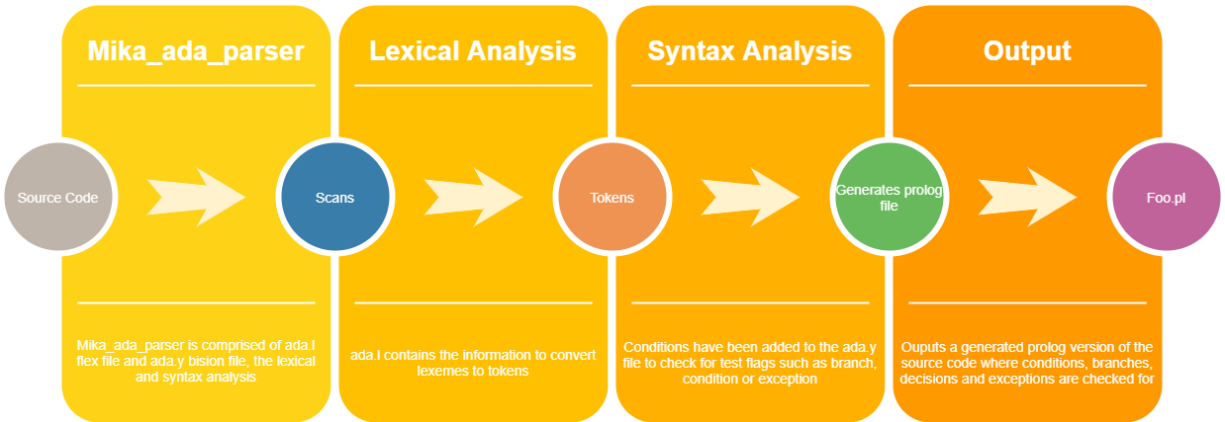 Mika_ada_parser
Lexical Analysis
Syntax Analysis
Output
Source Code
Scans
Tokens
Generates prolog
file
Foo.pl
Mika_ada_parser is comprised of ada.l
flex file and ada.y bision file, the lexical
and syntax analysis
ada.l contains the information to convert
lexemes to tokens
Conditions have been added to the ada.y
file to check for test flags such as branch,
condition or exception
Ouputs a generated prolog version of the
source code where conditions, branches,
decisions and exceptions are checked for